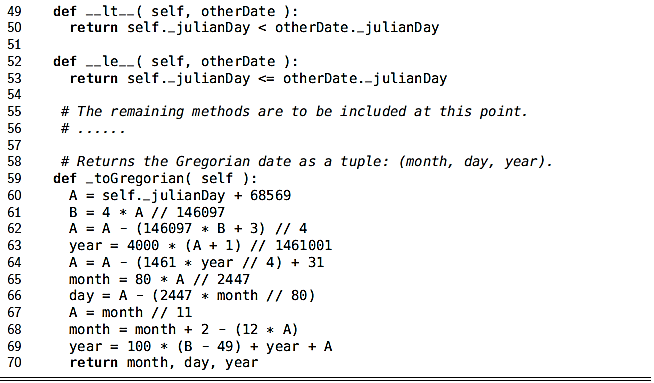 49 def __lt__( self, otherDate ):
50 return self._julianDay < otherDate._julianDay
51
52 def __le__( self, otherDate ):
53 return self._julianDay <= otherDate._julianDay
54
55 # The remaining methods are to be included at this point.
56 # ......
57
58 # Returns the Gregorian date as a tuple: (month, day, year).
59 def _toGregorian( self ):
60 A = self._julianDay + 68569
61 B = 4 * A // 146097
62 A = A - (146097 * B + 3) // 4
63 year = 4000 * (A + 1) // 1461001
64 A = A - (1461 * year // 4) + 31
65 month = 80 * A // 2447
66 day = A - (2447 * month // 80)
67 A = month // 11
68 month = month + 2 - (12 * A)
69 year = 100 * (B - 49) + year + A
70 return month, day, year